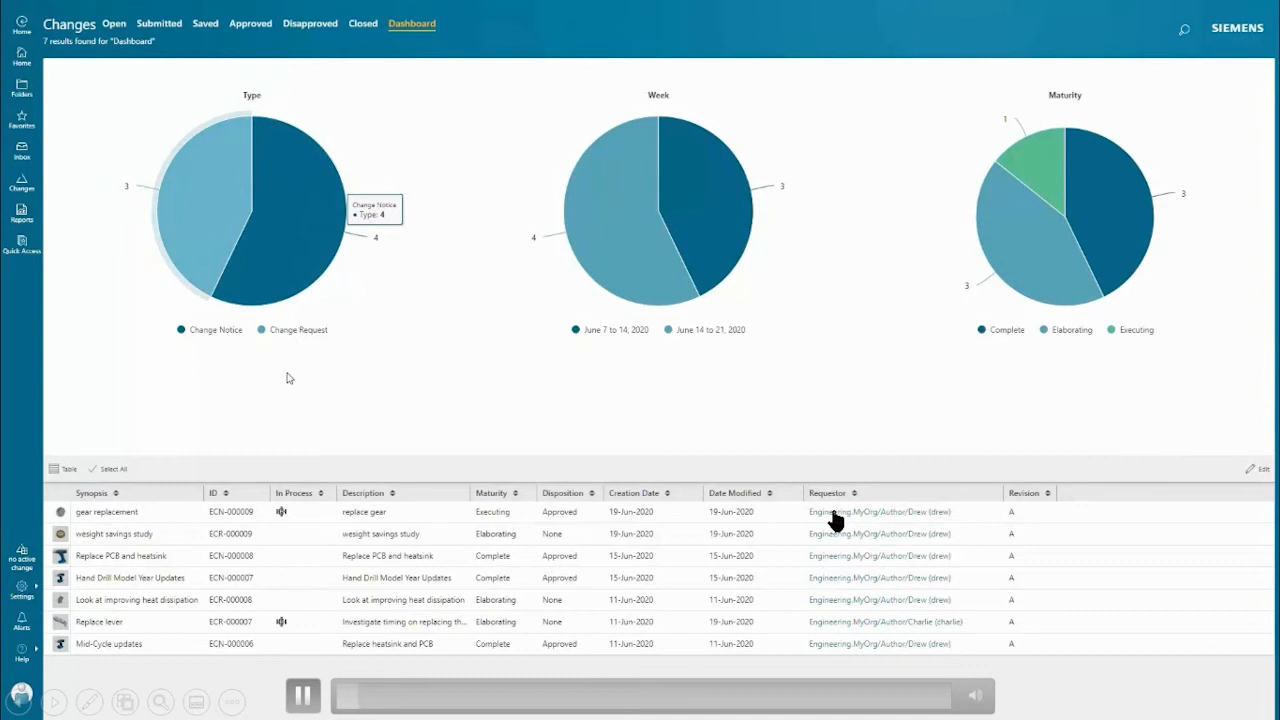 Changes Open Submitted Saved Approved Disapproved Closed Dashboard
7 results found for "Dashboard"
SIEMENS
Home
Home
Folders
Favorites
Inbox
Changes
Reports
Quick Access
no active change
Settings
Alerts
Help
Type
3
4
Change Notice
• Type: 4
Change Notice Change Request
Week
3
4
June 7 to 14, 2020 June 14 to 21, 2020
Maturity
1
3
3
Complete Elaborating Executing
Table Select All Edit
Synopsis ID In Process Description Maturity Disposition Creation Date Date Modified Requestor Revision
gear replacement ECN-000009 replace gear Executing Approved 19-Jun-2020 19-Jun-2020 Engineering.MyOrg/Author/Drew (drew) A
wesight savings study ECR-000009 wesight savings study Elaborating None 19-Jun-2020 19-Jun-2020 Engineering.MyOrg/Author/Drew (drew) A
Replace PCB and heatsink ECN-000008 Replace PCB and heatsink Complete Approved 15-Jun-2020 15-Jun-2020 Engineering.MyOrg/Author/Drew (drew) A
Hand Drill Model Year Updates ECN-000007 Hand Drill Model Year Updates Complete Approved 15-Jun-2020 15-Jun-2020 Engineering.MyOrg/Author/Drew (drew) A
Look at improving heat dissipation ECR-000008 Look at improving heat dissipation Elaborating None 11-Jun-2020 11-Jun-2020 Engineering.MyOrg/Author/Drew (drew) A
Replace lever ECR-000007 Investigate timing on replacing th... Elaborating None 11-Jun-2020 19-Jun-2020 Engineering.MyOrg/Author/Charlie (charlie) A
Mid-Cycle updates ECN-000006 Replace heatsink and PCB Complete Approved 11-Jun-2020 11-Jun-2020 Engineering.MyOrg/Author/Drew (drew) A